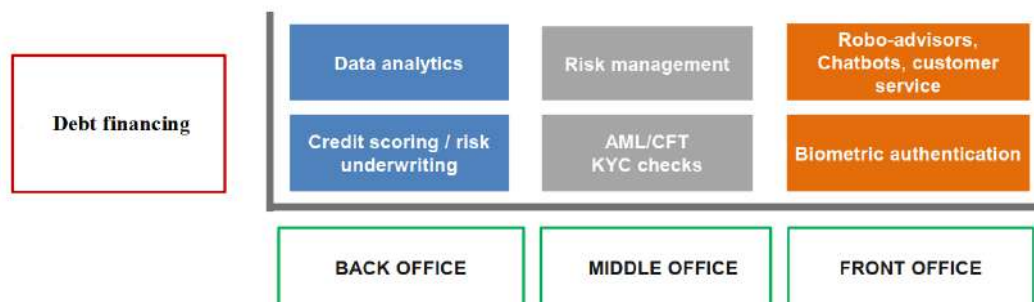 Debt financing
Data analytics
Risk management
Robo-advisors,
Chatbots, customer
service
Credit scoring / risk
underwriting
AML/CFT
KYC checks
Biometric authentication
BACK OFFICE
MIDDLE OFFICE
FRONT OFFICE